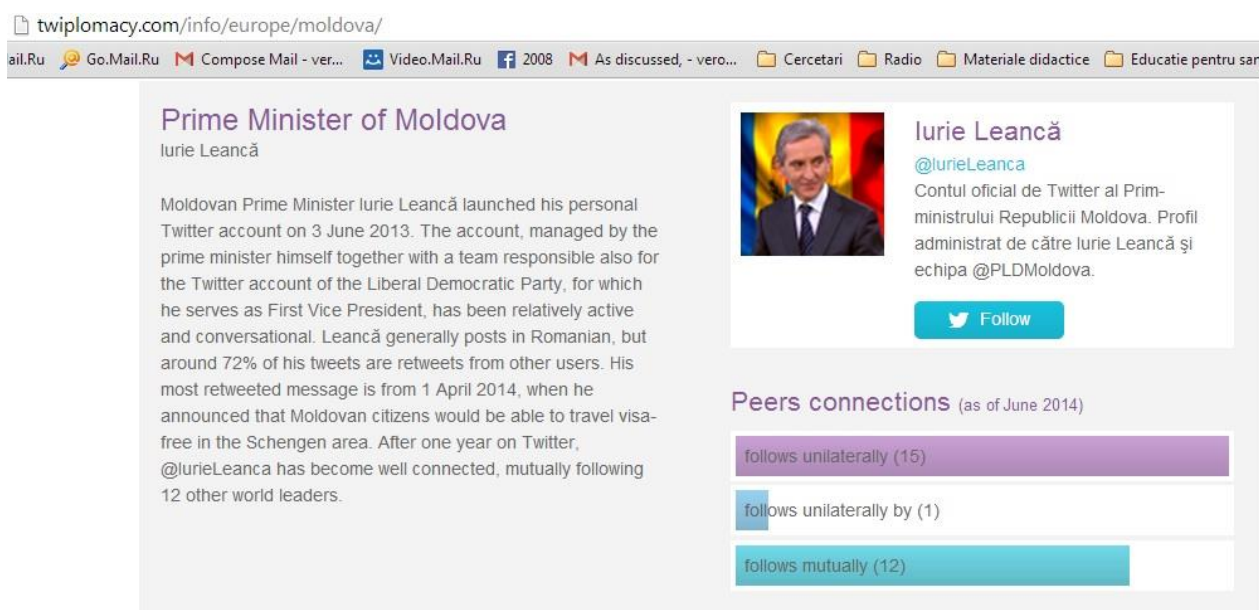 twiplomacy.com/info/europe/moldova/
ail.Ru Go.Mail.Ru Compose Mail - ver... Video.Mail.Ru 2008 As discussed, - vero... Cercetari Radio Materiale didactice Educatie pentru sar
Prime Minister of Moldova
Iurie Leancă
Moldovan Prime Minister Iurie Leancă launched his personal
Twitter account on 3 June 2013. The account, managed by the
prime minister himself together with a team responsible also for
the Twitter account of the Liberal Democratic Party, for which
he serves as First Vice President, has been relatively active
and conversational. Leancă generally posts in Romanian, but
around 72% of his tweets are retweets from other users. His
most retweeted message is from 1 April 2014, when he
announced that Moldovan citizens would be able to travel visa-
free in the Schengen area. After one year on Twitter,
@IurieLeanca has become well connected, mutually following
12 other world leaders.
Iurie Leancă
@IurieLeanca
Contul oficial de Twitter al Prim-
ministrului Republicii Moldova. Profil
administrat de către Iurie Leancă şi
echipa @PLDMoldova.
Follow
Peers connections (as of June 2014)
follows unilaterally (15)
follows unilaterally by (1)
follows mutually (12)